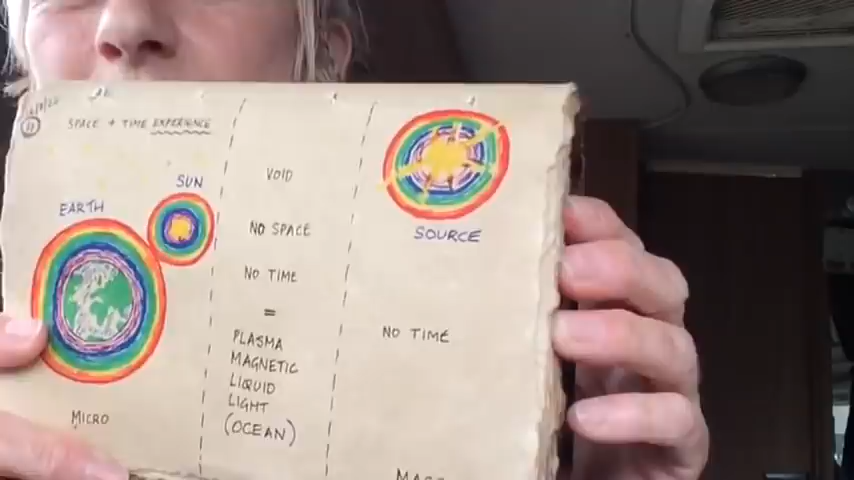 SPACE + TIME EXPERIENCE
EARTH
SUN
MICRO
VOID
NO SPACE
NO TIME
=
PLASMA
MAGNETIC
LIQUID
LIGHT
(OCEAN)
SOURCE
NO TIME